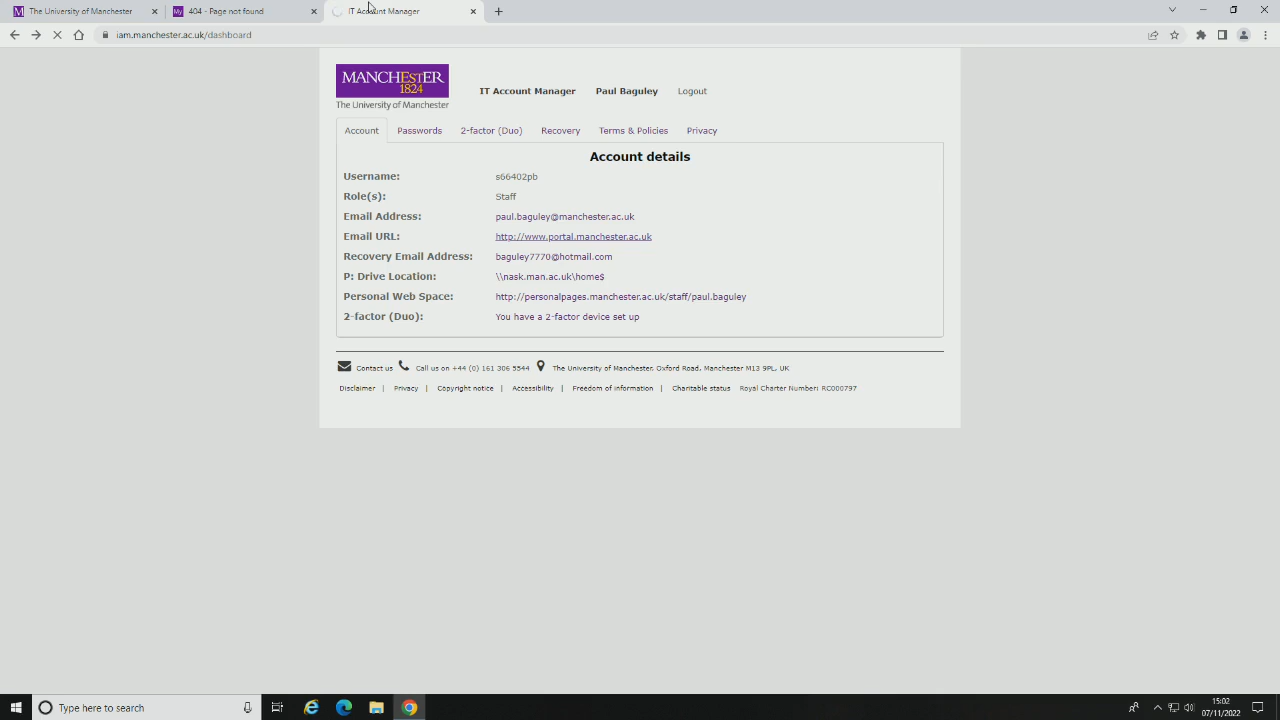 The University of Manchester
404 - Page not found
IT Account Manager
iam.manchester.ac.uk/dashboard
MANCHESTER
1824
The University of Manchester
IT Account Manager Paul Baguley Logout
Account Passwords 2-factor (Duo) Recovery Terms & Policies Privacy
Account details
Username: s66402pb
Role(s): Staff
Email Address: paul.baguley@manchester.ac.uk
Email URL: http://www.portal.manchester.ac.uk
Recovery Email Address: baguley7770@hotmail.com
P: Drive Location: \\nask.man.ac.uk\home$
Personal Web Space: http://personalpages.manchester.ac.uk/staff/paul.baguley
2-factor (Duo): You have a 2-factor device set up
Contact us Call us on +44 (0) 161 306 5544 The University of Manchester, Oxford Road, Manchester M13 9PL, UK
Disclaimer | Privacy | Copyright notice | Accessibility | Freedom of information | Charitable status Royal Charter Number: RC000797
Type here to search
15:02
07/11/2022